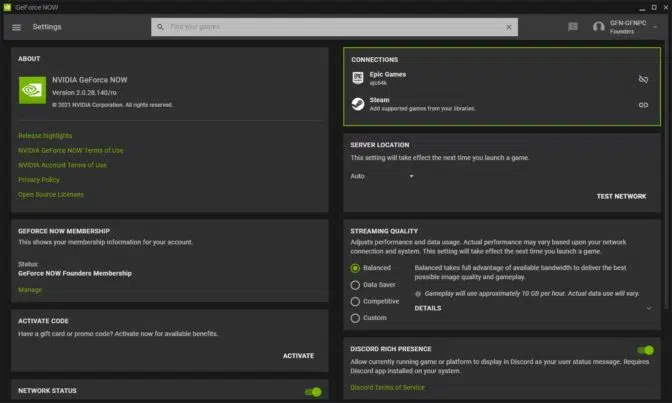 GeForce NOW
Settings
Find your games
GFN-GFNPC
Founders
ABOUT
NVIDIA GeForce NOW
Version 2.0.28.140/ro
© 2021 NVIDIA Corporation. All rights reserved.
Release highlights
NVIDIA GeForce NOW Terms of Use
NVIDIA Account Terms of Use
Privacy Policy
Open Source Licenses
GEFORCE NOW MEMBERSHIP
This shows your membership information for your account.
Status:
GeForce NOW Founders Membership
Manage
ACTIVATE CODE
Have a gift card or promo code? Activate now for available benefits.
ACTIVATE
NETWORK STATUS
CONNECTIONS
Epic Games
ajc64k
Steam
Add supported games from your libraries.
SERVER LOCATION
This setting will take effect the next time you launch a game.
Auto
TEST NETWORK
STREAMING QUALITY
Adjusts performance and data usage. Actual performance may vary based upon your network
connection and system. This setting will take effect the next time you launch a game.
Balanced
Data Saver
Competitive
Custom
Balanced takes full advantage of available bandwidth to deliver the best
possible image quality and gameplay.
Gameplay will use approximately 10 GB per hour. Actual data use will vary.
DETAILS
DISCORD RICH PRESENCE
Allow currently running game or platform to display in Discord as your user status message. Requires
Discord app installed on your system.
Discord Terms of Service